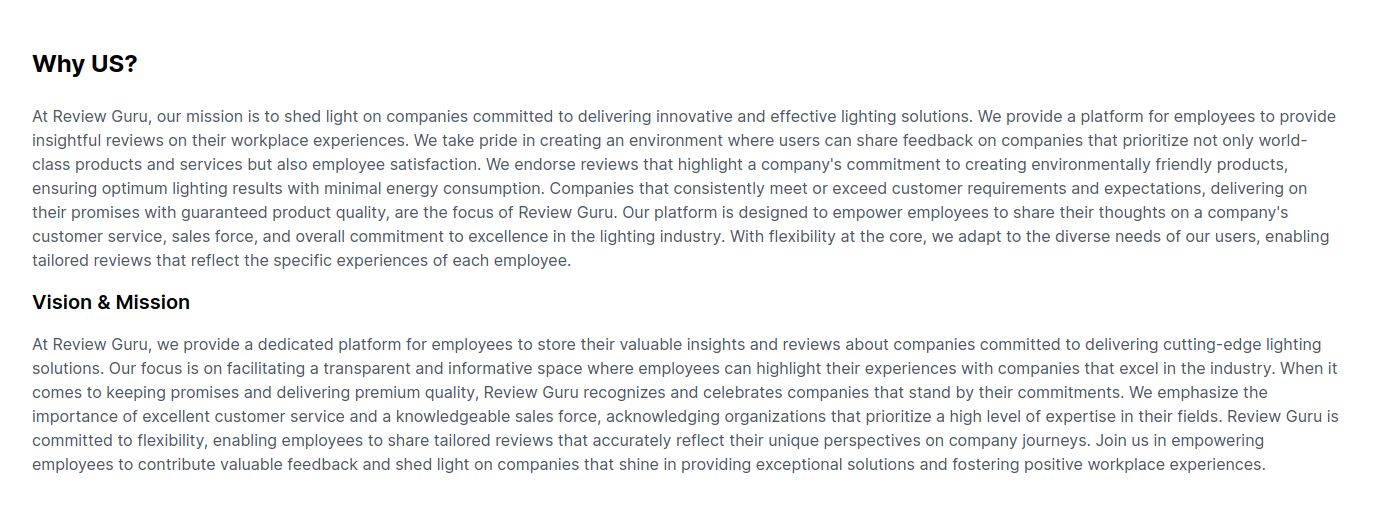 Why US?
At Review Guru, our mission is to shed light on companies committed to delivering innovative and effective lighting solutions. We provide a platform for employees to provide
insightful reviews on their workplace experiences. We take pride in creating an environment where users can share feedback on companies that prioritize not only world-
class products and services but also employee satisfaction. We endorse reviews that highlight a company's commitment to creating environmentally friendly products,
ensuring optimum lighting results with minimal energy consumption. Companies that consistently meet or exceed customer requirements and expectations, delivering on
their promises with guaranteed product quality, are the focus of Review Guru. Our platform is designed to empower employees to share their thoughts on a company's
customer service, sales force, and overall commitment to excellence in the lighting industry. With flexibility at the core, we adapt to the diverse needs of our users, enabling
tailored reviews that reflect the specific experiences of each employee.
Vision & Mission
At Review Guru, we provide a dedicated platform for employees to store their valuable insights and reviews about companies committed to delivering cutting-edge lighting
solutions. Our focus is on facilitating a transparent and informative space where employees can highlight their experiences with companies that excel in the industry. When it
comes to keeping promises and delivering premium quality, Review Guru recognizes and celebrates companies that stand by their commitments. We emphasize the
importance of excellent customer service and a knowledgeable sales force, acknowledging organizations that prioritize a high level of expertise in their fields. Review Guru is
committed to flexibility, enabling employees to share tailored reviews that accurately reflect their unique perspectives on company journeys. Join us in empowering
employees to contribute valuable feedback and shed light on companies that shine in providing exceptional solutions and fostering positive workplace experiences.